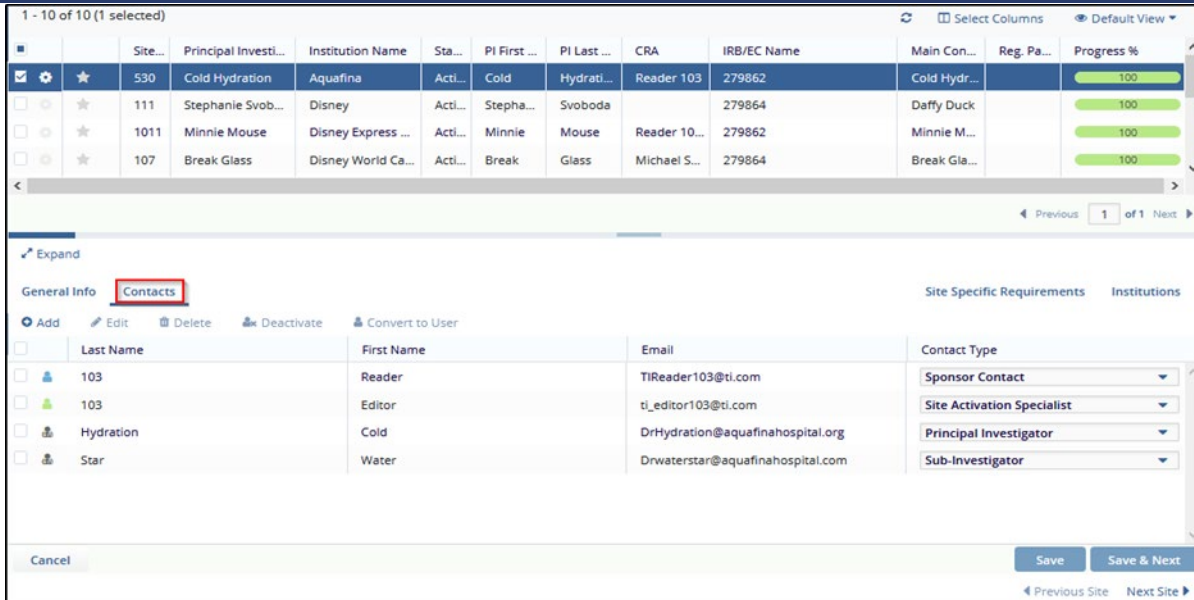 1 - 10 of 10 (1 selected) Select Columns Default View
Site... Principal Investi... Institution Name Sta... PI First ... PI Last ... CRA IRB/EC Name Main Con... Reg. Pa... Progress %
530 Cold Hydration Aquafina Acti... Cold Hydrati... Reader 103 279862 Cold Hydr... 100
111 Stephanie Svob... Disney Acti... Stepha... Svoboda 279864 Daffy Duck 100
1011 Minnie Mouse Disney Express ... Acti... Minnie Mouse Reader 10... 279862 Minnie M... 100
107 Break Glass Disney World Ca... Acti... Break Glass Michael S... 279864 Break Gla... 100
Previous 1 of 1 Next
Expand
General Info Contacts Site Specific Requirements Institutions
Add Edit Delete Deactivate Convert to User
Last Name First Name Email Contact Type
103 Reader TIReader103@ti.com Sponsor Contact
103 Editor ti_editor103@ti.com Site Activation Specialist
Hydration Cold DrHydration@aquafinahospital.org Principal Investigator
Star Water Drwaterstar@aquafinahospital.com Sub-Investigator
Cancel Save Save & Next
Previous Site Next Site